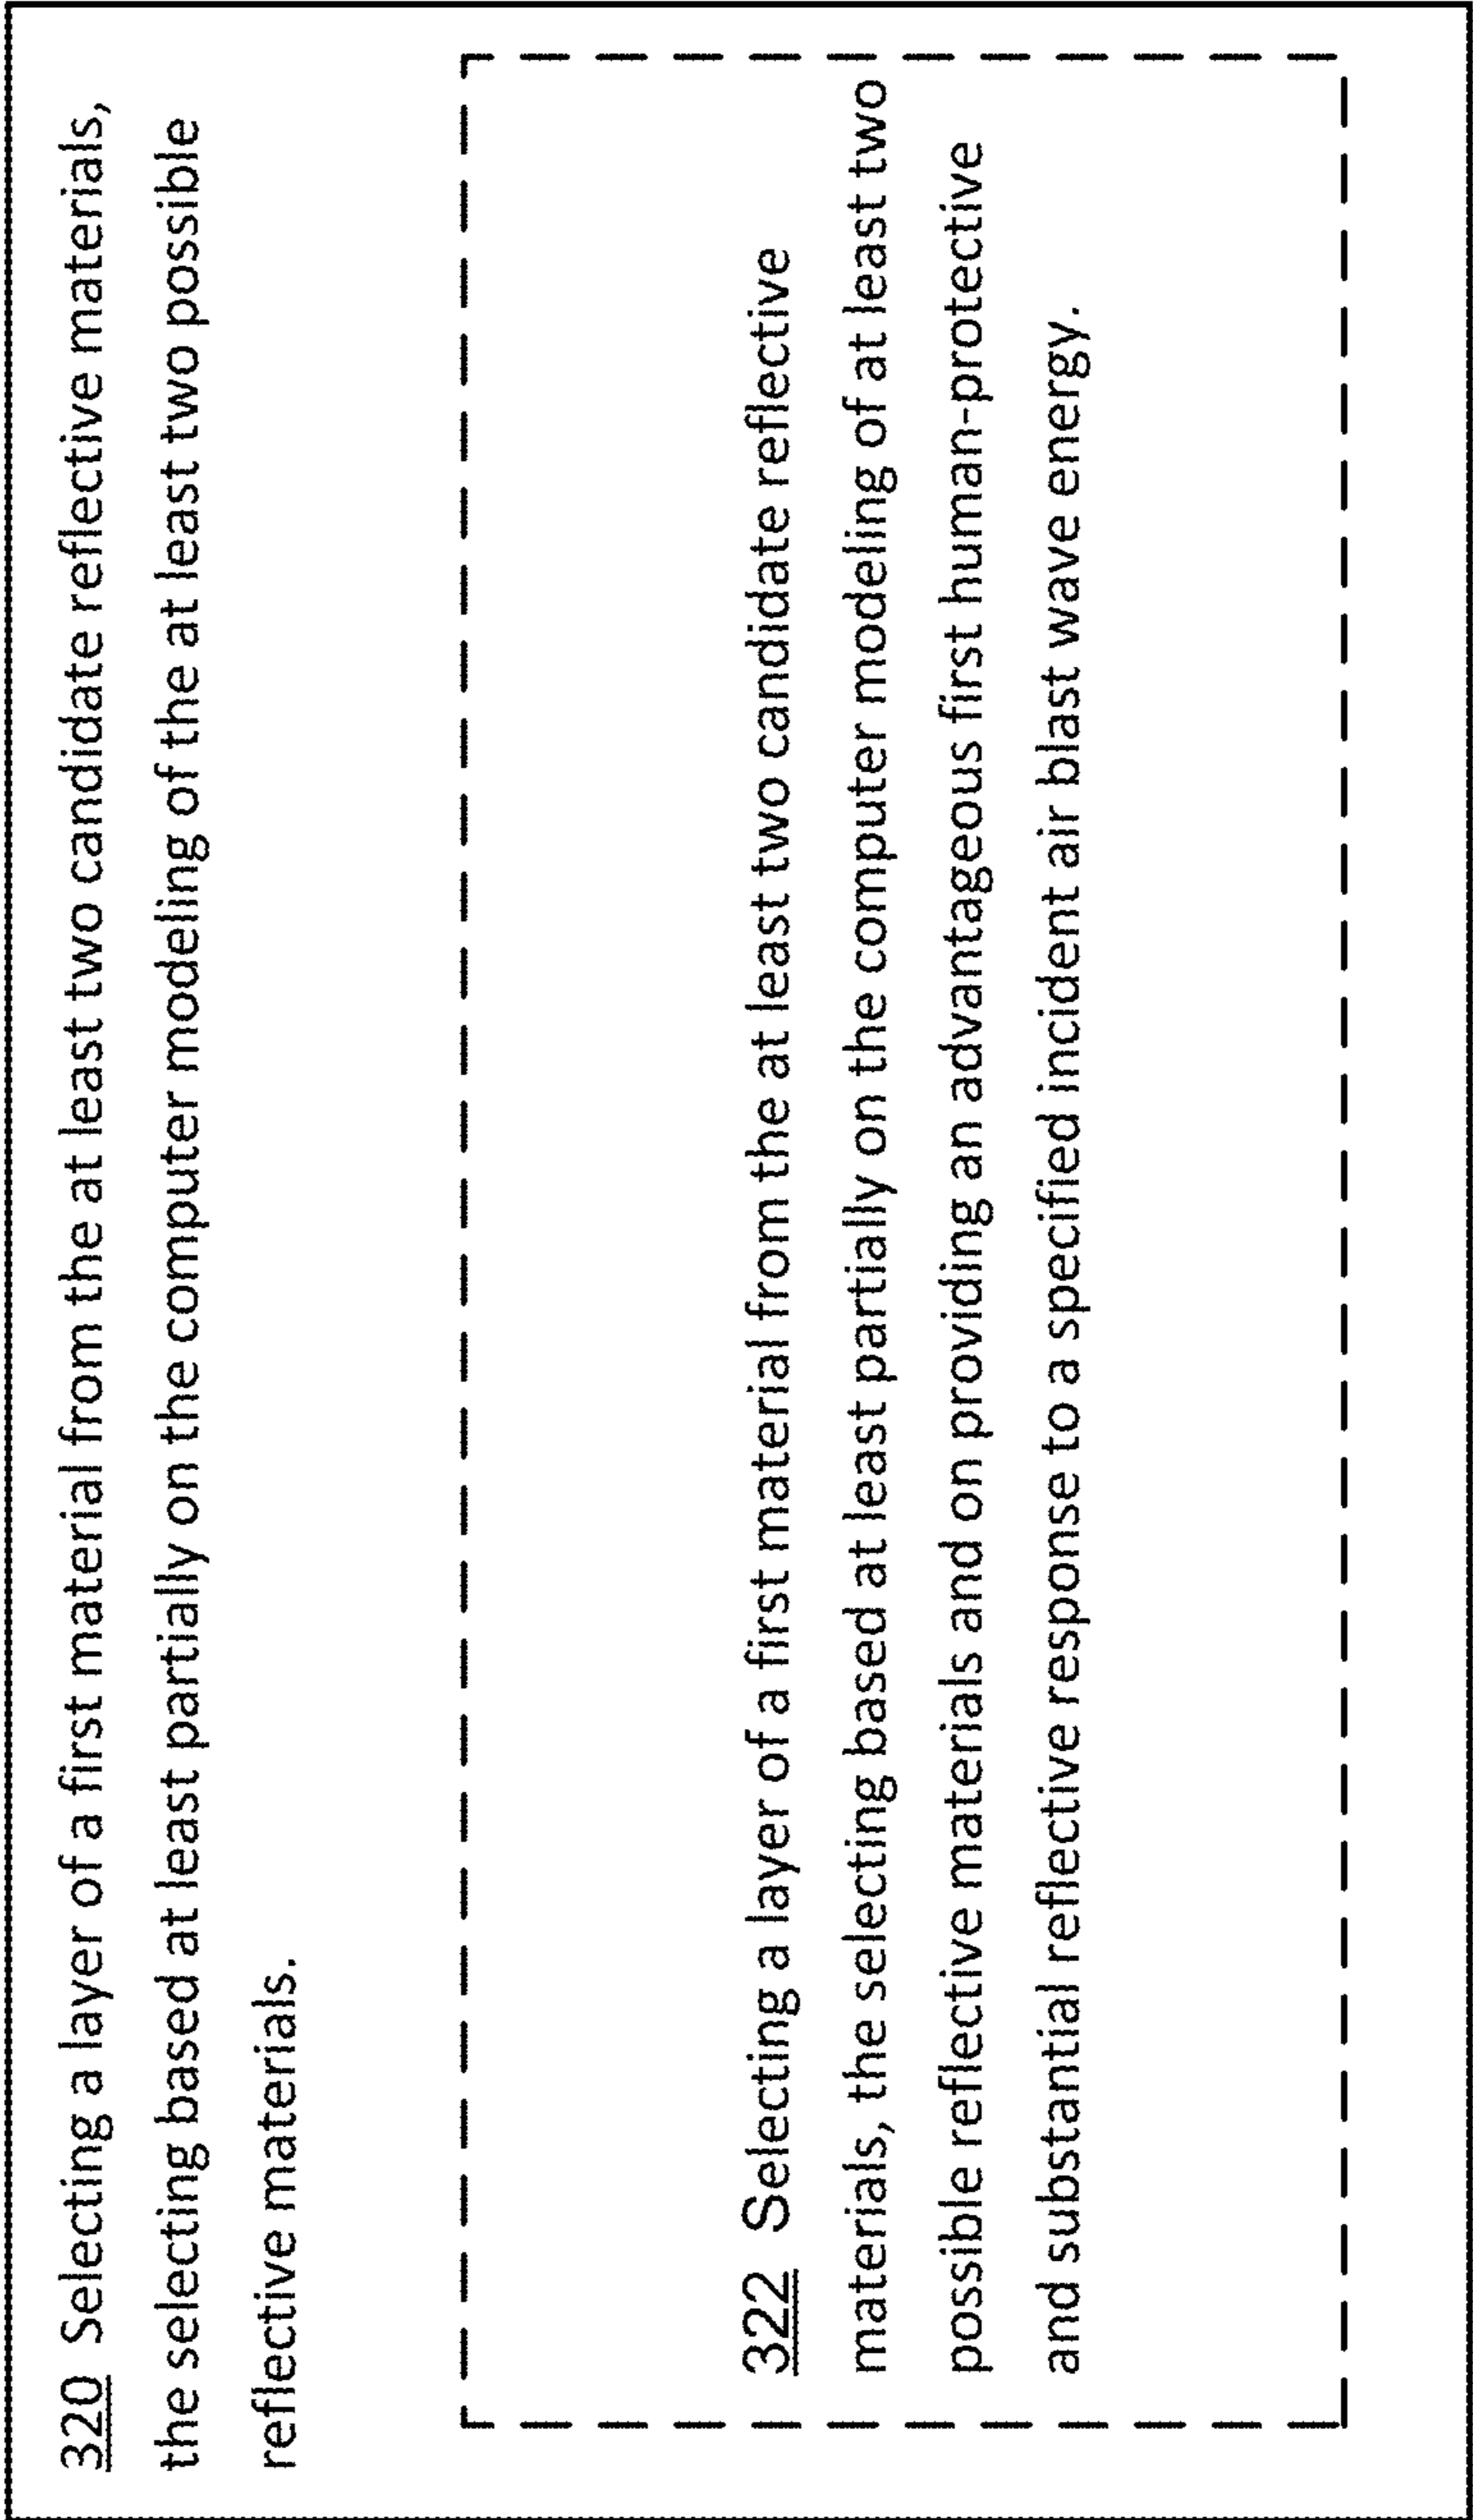 320 Selecting a layer of a first material from the at least two candidate reflective materials,
the selecting based at least partially on the computer modeling of the at least two possible
reflective materials.
322 Selecting a layer of a first material from the at least two candidate reflective
materials, the selecting based at least partially on the computer modeling of at least two
possible reflective materials and on providing an advantageous first human-protective
and substantial reflective response to a specified incident air blast wave energy.